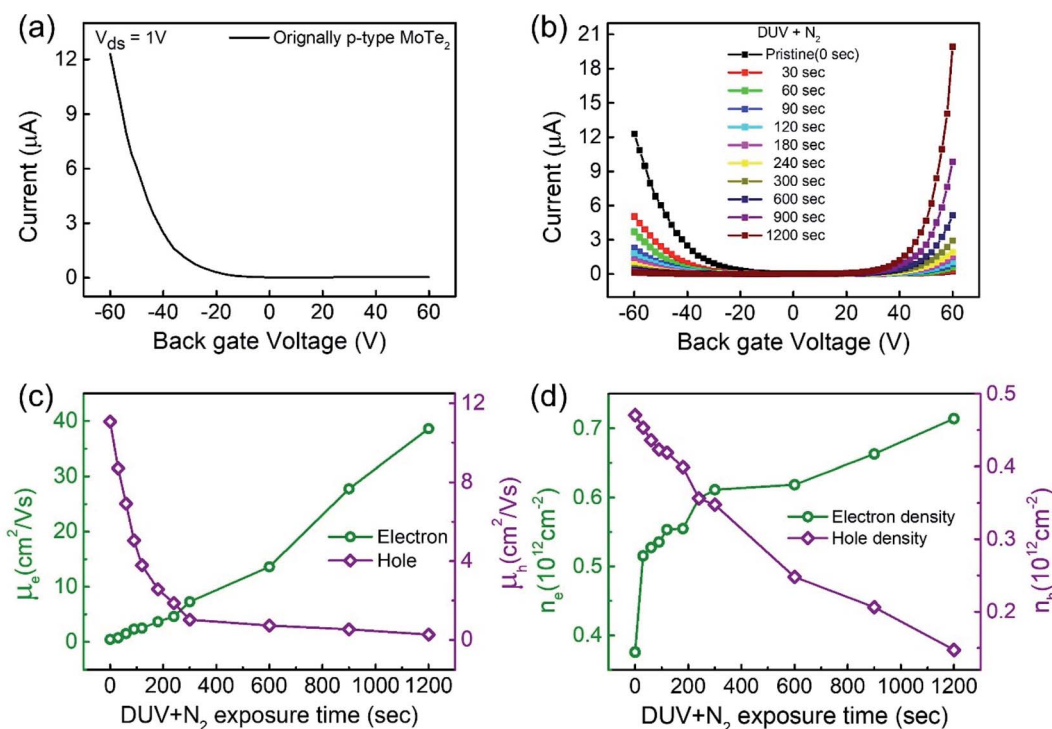 (a)
V_ds = 1V
Orignally p-type MoTe₂
12
9
6
3
0
Current (μA)
-60 -40 -20 0 20 40 60
Back gate Voltage (V)
(b)
DUV + N₂
Pristine(0 sec)
30 sec
60 sec
90 sec
120 sec
180 sec
240 sec
300 sec
600 sec
900 sec
1200 sec
21
18
15
12
9
6
3
0
Current (μA)
-60 -40 -20 0 20 40 60
Back gate Voltage (V)
(c)
40
30
20
10
0
μₑ(cm²/Vs)
Electron
Hole
12
8
4
0
μₕ(cm²/Vs)
0 200 400 600 800 1000 1200
DUV+N₂ exposure time (sec)
(d)
0.7
0.6
0.5
0.4
nₑ(10¹²cm⁻²)
Electron density
Hole density
0.5
0.4
0.3
0.2
nₕ(10¹²cm⁻²)
0 200 400 600 800 1000 1200
DUV+N₂ exposure time (sec)